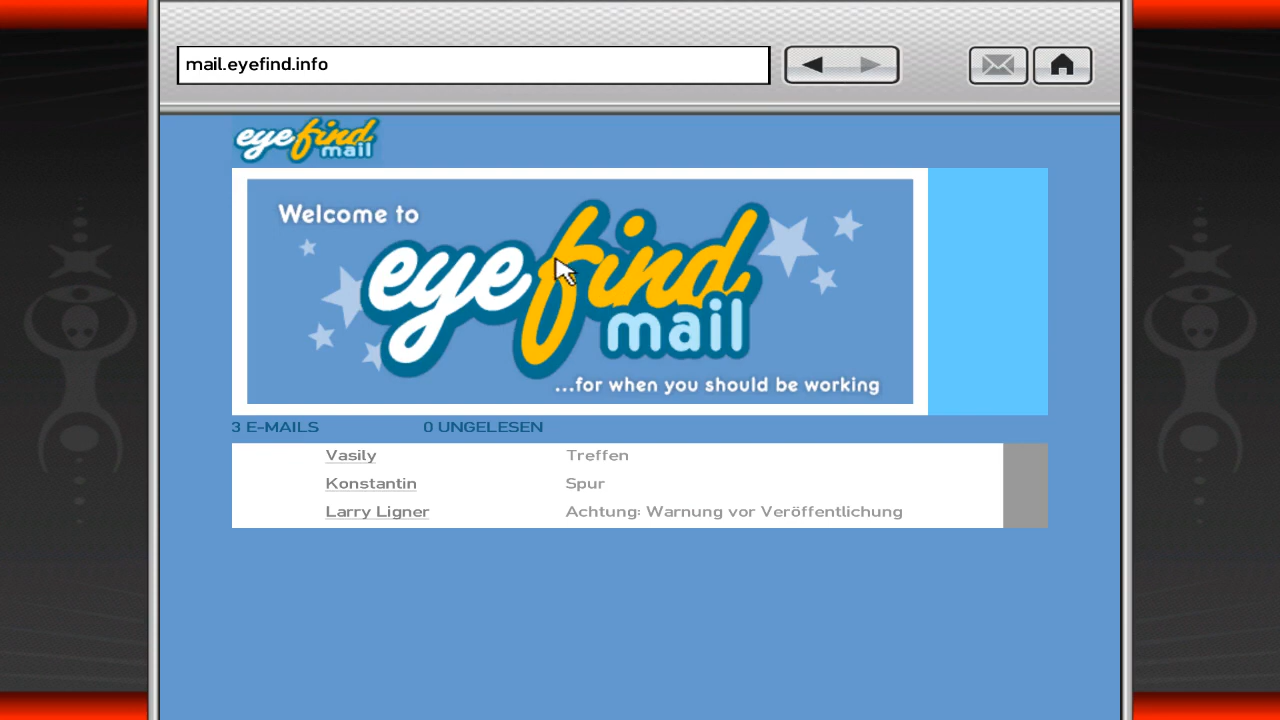 mail.eyefind.info
eyefind
mail
Welcome to
eyefind
mail
...for when you should be working
3 E-MAILS 0 UNGELESEN
Vasily Treffen
Konstantin Spur
Larry Ligner Achtung: Warnung vor Veröffentlichung